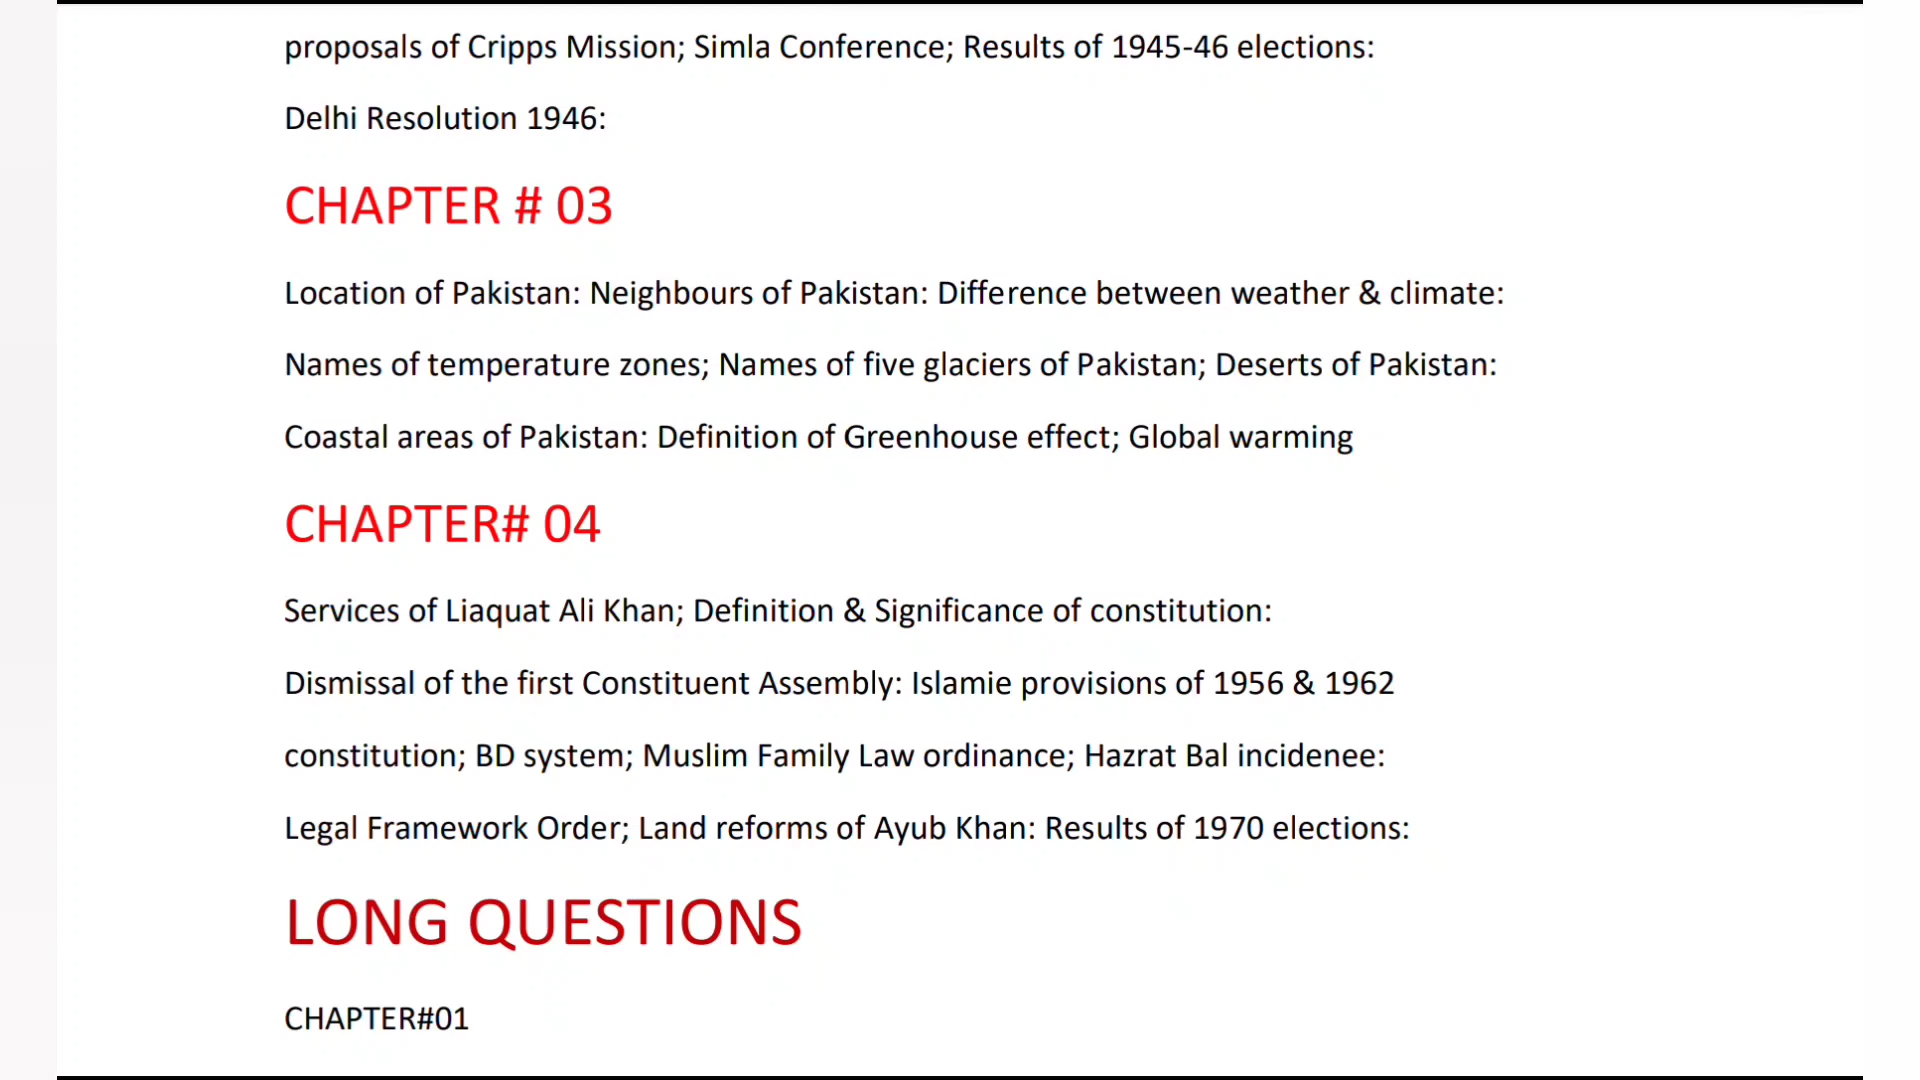 proposals of Cripps Mission; Simla Conference; Results of 1945-46 elections:
Delhi Resolution 1946:
CHAPTER # 03
Location of Pakistan: Neighbours of Pakistan: Difference between weather & climate:
Names of temperature zones; Names of five glaciers of Pakistan; Deserts of Pakistan:
Coastal areas of Pakistan: Definition of Greenhouse effect; Global warming
CHAPTER# 04
Services of Liaquat Ali Khan; Definition & Significance of constitution:
Dismissal of the first Constituent Assembly: Islamie provisions of 1956 & 1962
constitution; BD system; Muslim Family Law ordinance; Hazrat Bal incidenee:
Legal Framework Order; Land reforms of Ayub Khan: Results of 1970 elections:
LONG QUESTIONS
CHAPTER#01